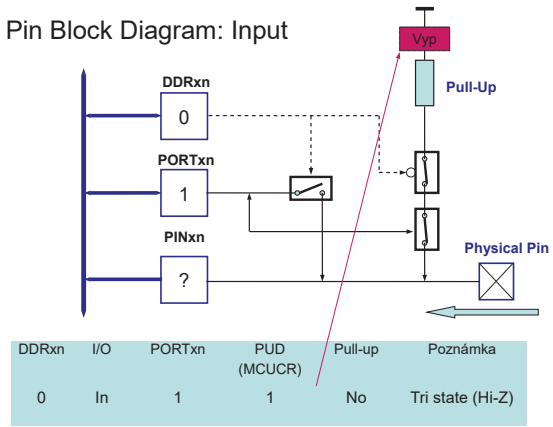 Pin Block Diagram: Input
Vyp
Pull-Up
DDRxn
0
PORTxn
1
PINxn
?
Physical Pin
DDRxn I/O PORTxn PUD (MCUCR) Pull-up Poznámka
0 In 1 1 No Tri state (Hi-Z)